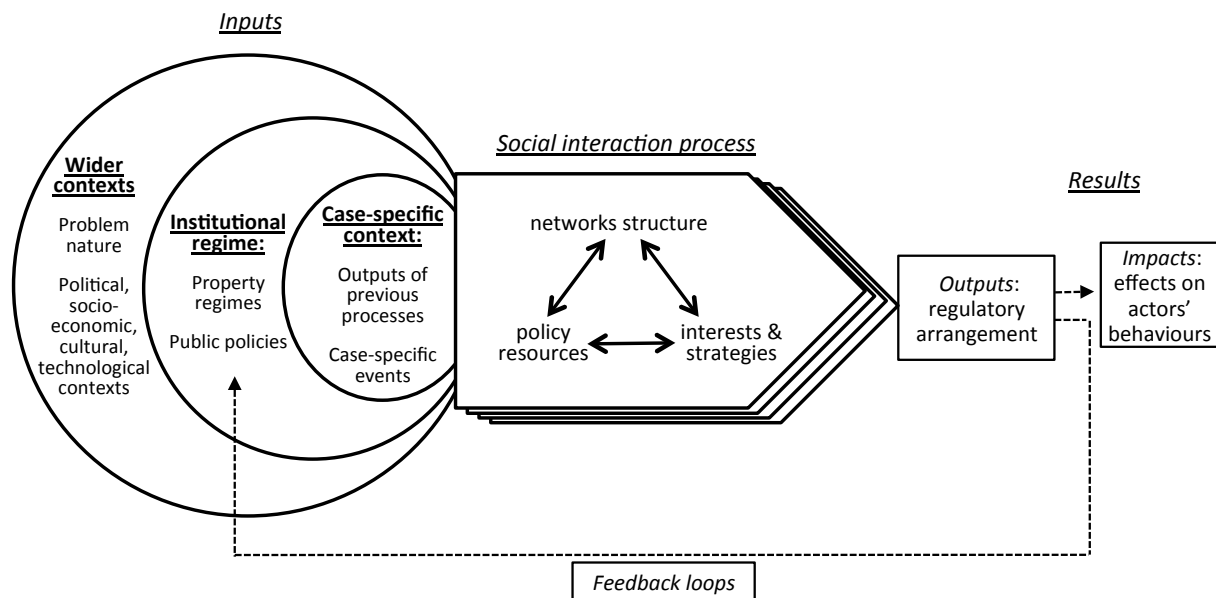 Inputs
Wider
contexts
Problem
nature
Political,
socio-
economic,
cultural,
technological
contexts
Institutional
regime:
Property
regimes
Public policies
Case-specific
context:
Outputs of
previous
processes
Case-specific
events
Social interaction process
networks structure
policy
resources
interests &
strategies
Results
Outputs:
regulatory
arrangement
Impacts:
effects on
actors’
behaviours
Feedback loops